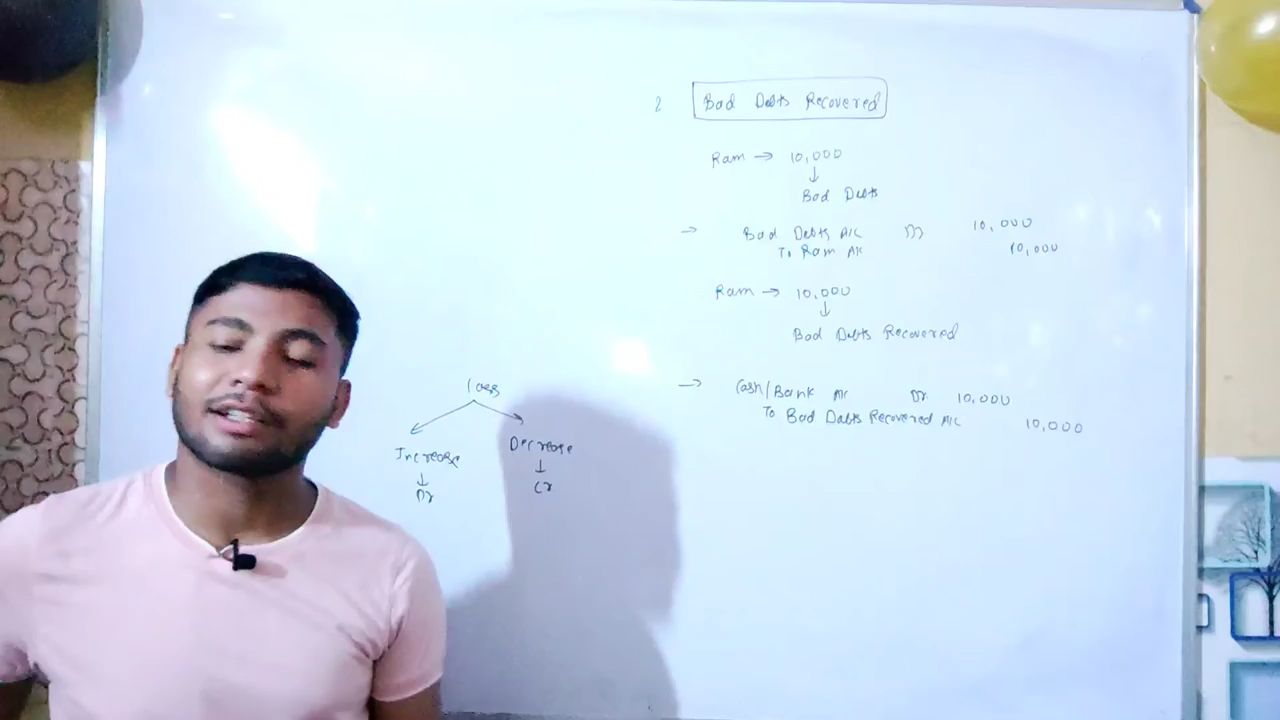 2 Bad Debts Recovered
Ram → 10,000
↓
Bad Debts
→ Bad Debts A/c Dr 10,000
To Ram A/c 10,000
Ram → 10,000
↓
Bad Debts Recovered
→ Cash/Bank A/c Dr 10,000
To Bad Debts Recovered A/c 10,000
Loss
Increase Decrease
↓ ↓
Dr Cr